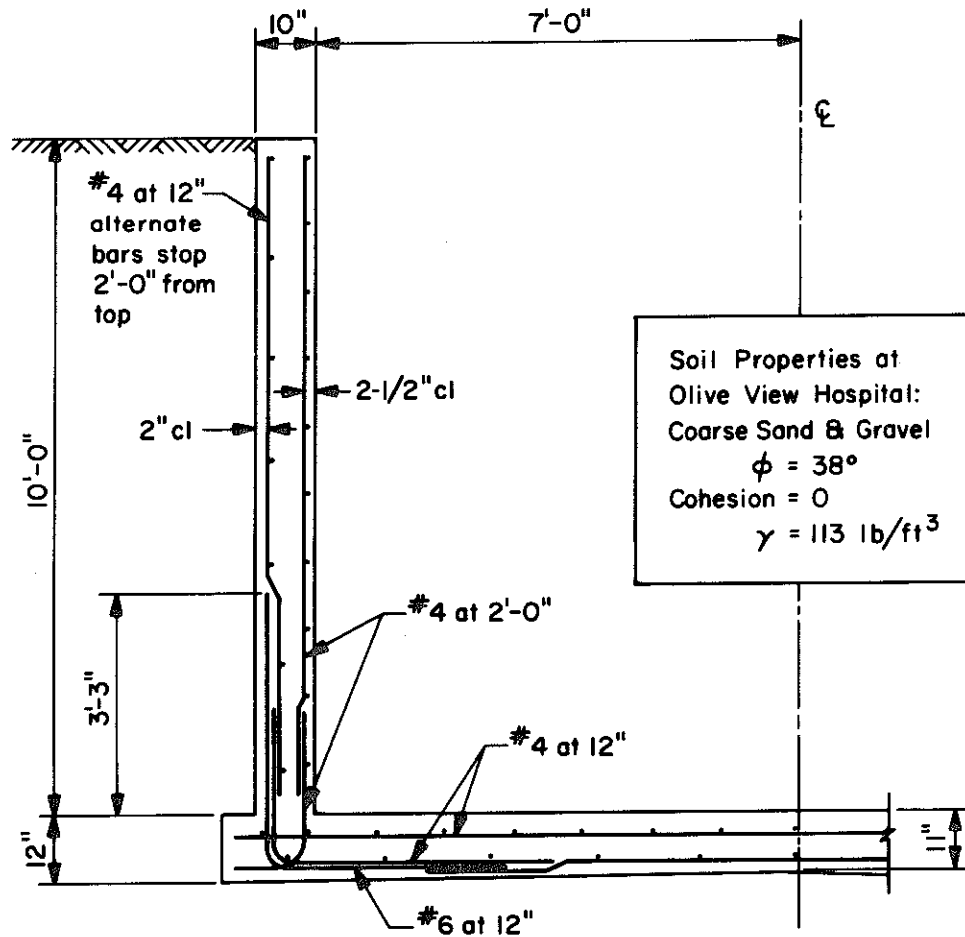 10"
7'-0"
℄
#4 at 12"
alternate
bars stop
2'-0" from
top
2-1/2" cl
2" cl
10'-0"
Soil Properties at
Olive View Hospital:
Coarse Sand & Gravel
ϕ = 38°
Cohesion = 0
γ = 113 lb/ft³
#4 at 2'-0"
3'-3"
#4 at 12"
12"
11"
#6 at 12"